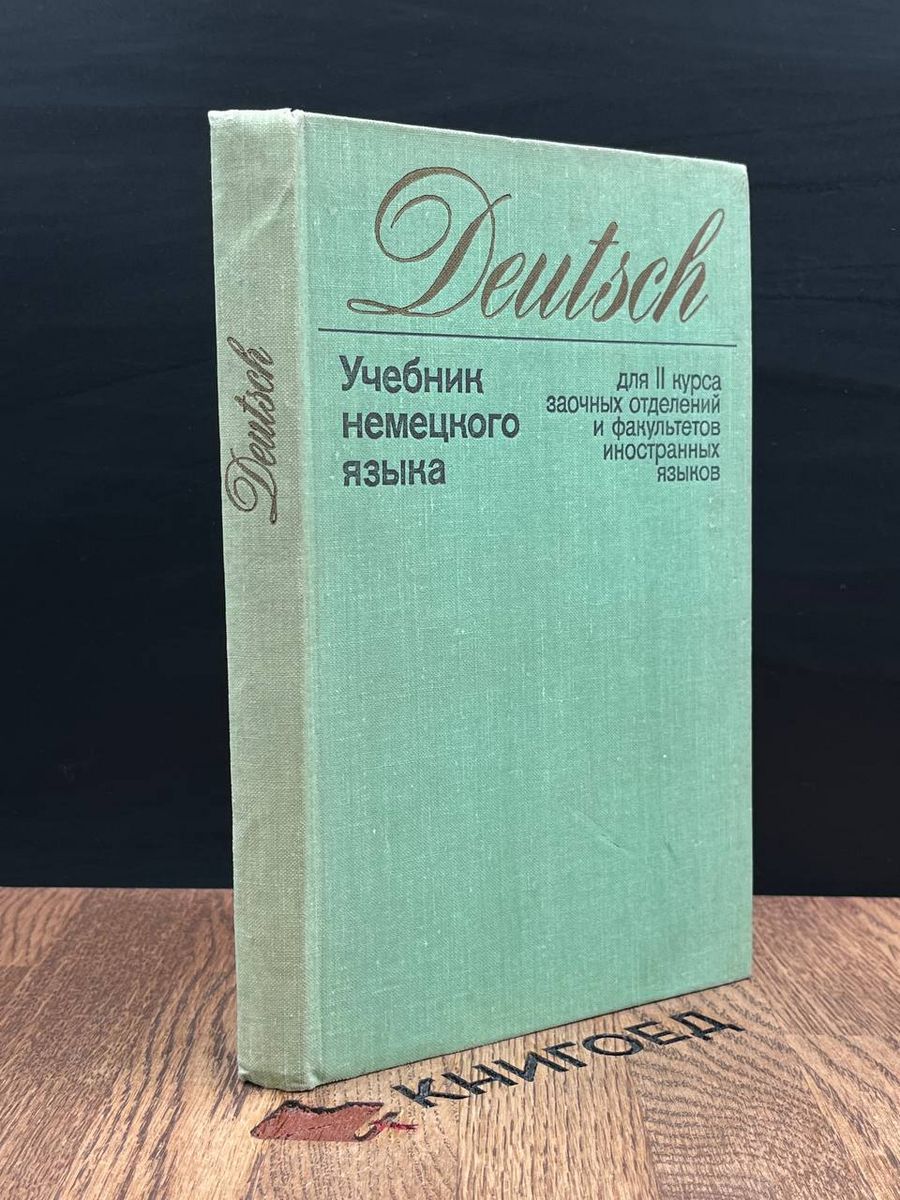 Deutsch
Deutsch
Учебник
немецкого
языка
для II курса
заочных отделений
и факультетов
иностранных
языков
КНИГОЕД